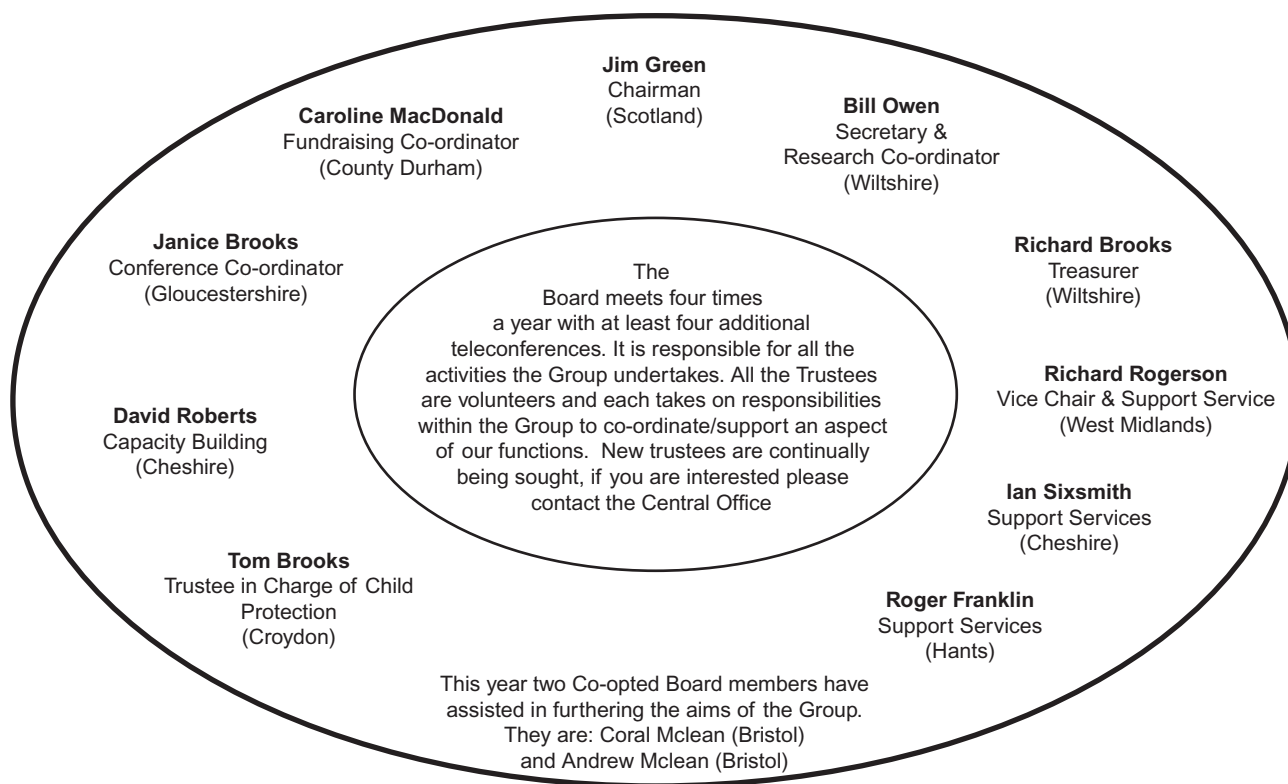 Jim Green
Chairman
(Scotland)
Bill Owen
Secretary &
Research Co-ordinator
(Wiltshire)
Richard Brooks
Treasurer
(Wiltshire)
Richard Rogerson
Vice Chair & Support Service
(West Midlands)
Ian Sixsmith
Support Services
(Cheshire)
Roger Franklin
Support Services
(Hants)
This year two Co-opted Board members have
assisted in furthering the aims of the Group.
They are: Coral Mclean (Bristol)
and Andrew Mclean (Bristol)
Tom Brooks
Trustee in Charge of Child
Protection
(Croydon)
David Roberts
Capacity Building
(Cheshire)
Janice Brooks
Conference Co-ordinator
(Gloucestershire)
Caroline MacDonald
Fundraising Co-ordinator
(County Durham)
The
Board meets four times
a year with at least four additional
teleconferences. It is responsible for all the
activities the Group undertakes. All the Trustees
are volunteers and each takes on responsibilities
within the Group to co-ordinate/support an aspect
of our functions.  New trustees are continually
being sought, if you are interested please
contact the Central Office